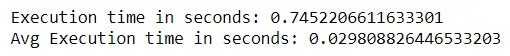 Execution time in seconds: 0.7452206611633301
Avg Execution time in seconds: 0.029808826446533203